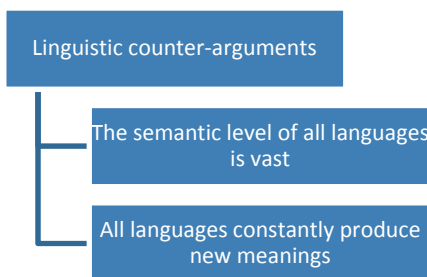 Linguistic counter-arguments
The semantic level of all languages
is vast
All languages constantly produce
new meanings